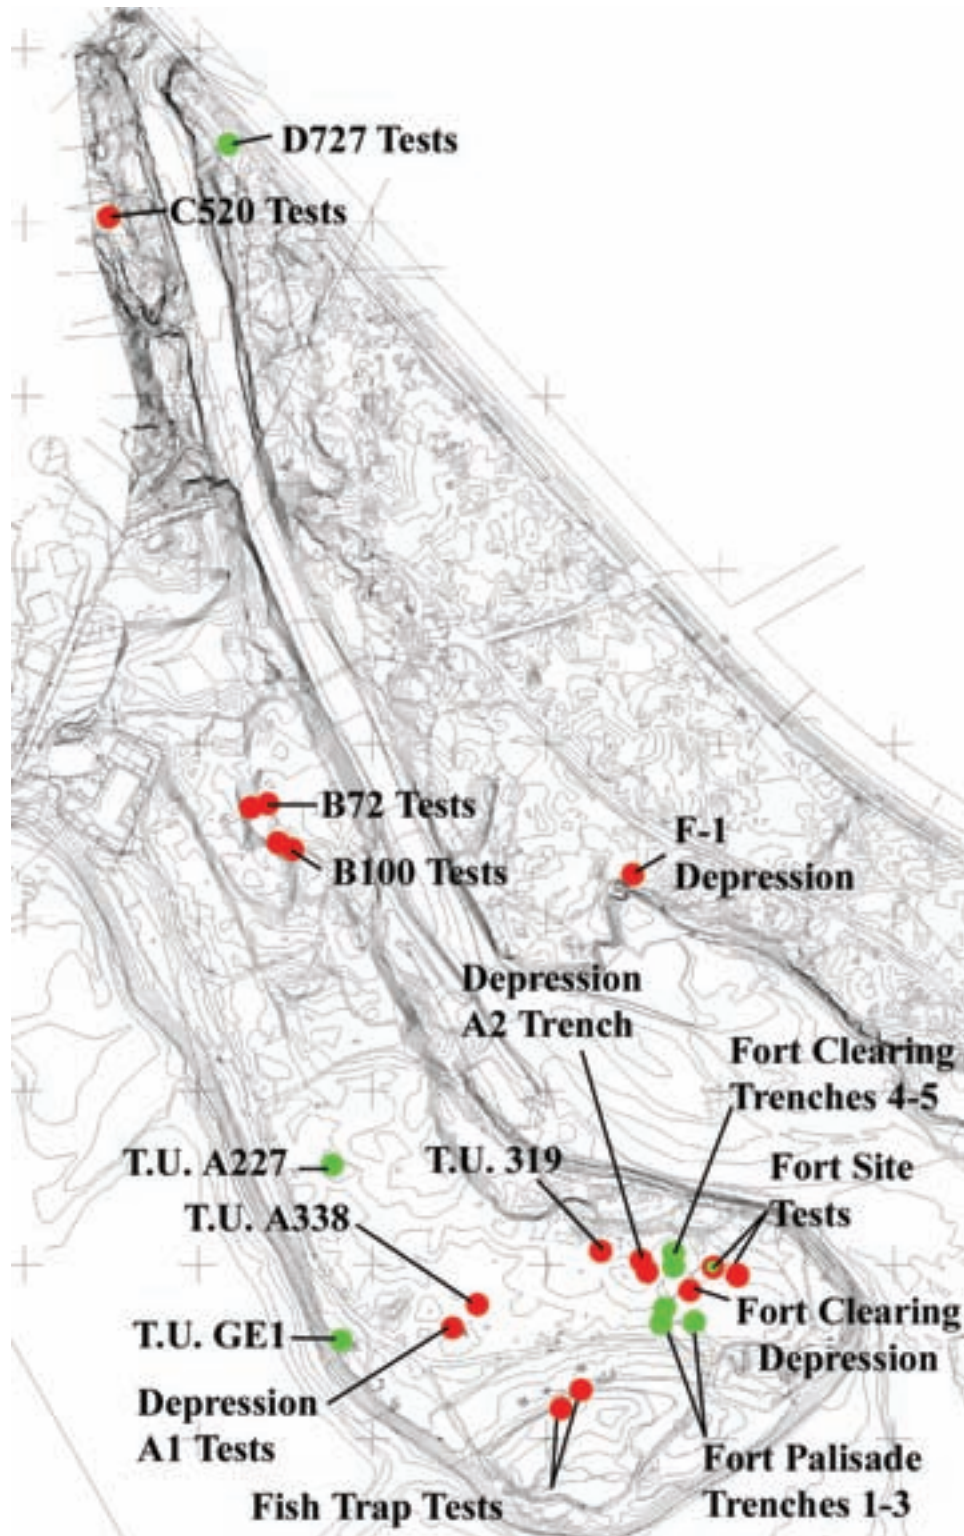 D727 Tests
C520 Tests
B72 Tests
B100 Tests
F-1
Depression
Depression
A2 Trench
Fort Clearing
Trenches 4-5
T.U. A227
T.U. 319
Fort Site
Tests
T.U. A338
T.U. GE1
Fort Clearing
Depression
Depression
A1 Tests
Fort Palisade
Trenches 1-3
Fish Trap Tests